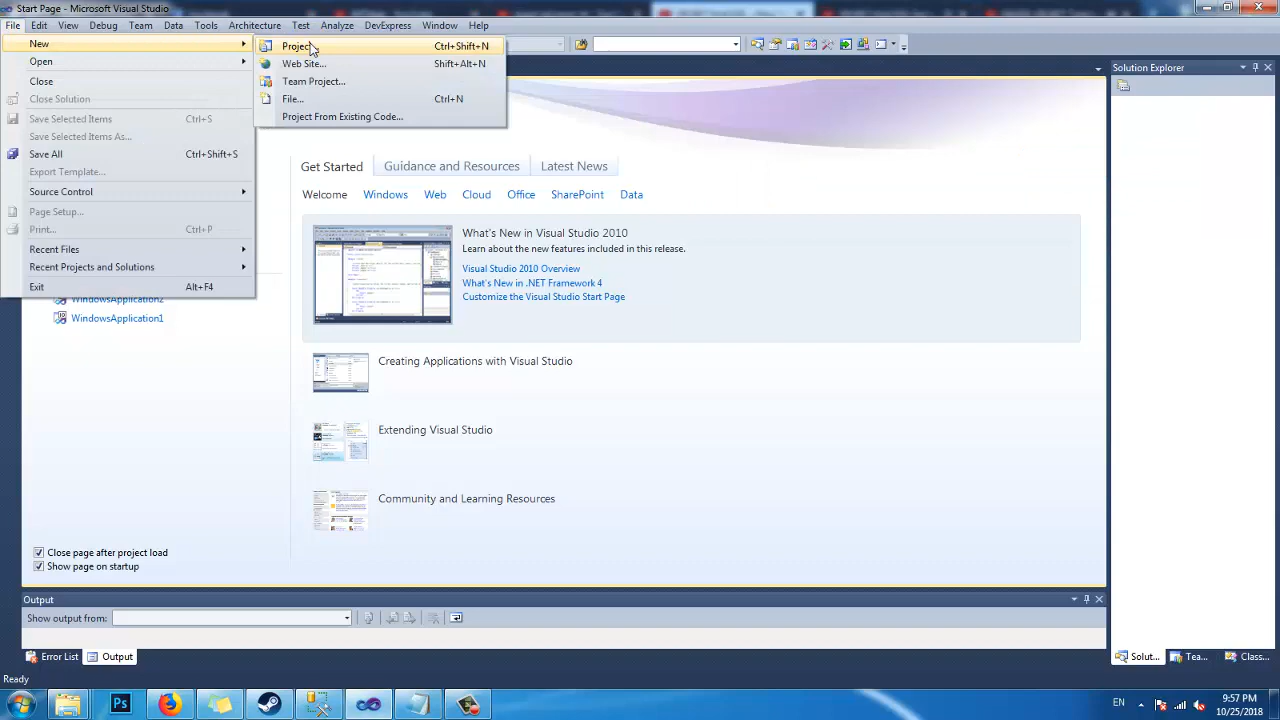 Start Page - Microsoft Visual Studio
File Edit View Debug Team Data Tools Architecture Test Analyze DevExpress Window Help
New
Open
Close
Close Solution
Save Selected Items Ctrl+S
Save Selected Items As...
Save All Ctrl+Shift+S
Export Template...
Source Control
Page Setup...
Print... Ctrl+P
Recent Files
Recent Projects and Solutions
Exit Alt+F4
Project... Ctrl+Shift+N
Web Site... Shift+Alt+N
Team Project...
File... Ctrl+N
Project From Existing Code...
WindowsApplication2
WindowsApplication1
Get Started Guidance and Resources Latest News
Welcome Windows Web Cloud Office SharePoint Data
What's New in Visual Studio 2010
Learn about the new features included in this release.
Visual Studio 2010 Overview
What's New in .NET Framework 4
Customize the Visual Studio Start Page
Creating Applications with Visual Studio
Extending Visual Studio
Community and Learning Resources
Close page after project load
Show page on startup
Solution Explorer
Output
Show output from:
Error List Output
Solut... Tea... Class...
Ready
Ps
EN
9:57 PM
10/25/2018